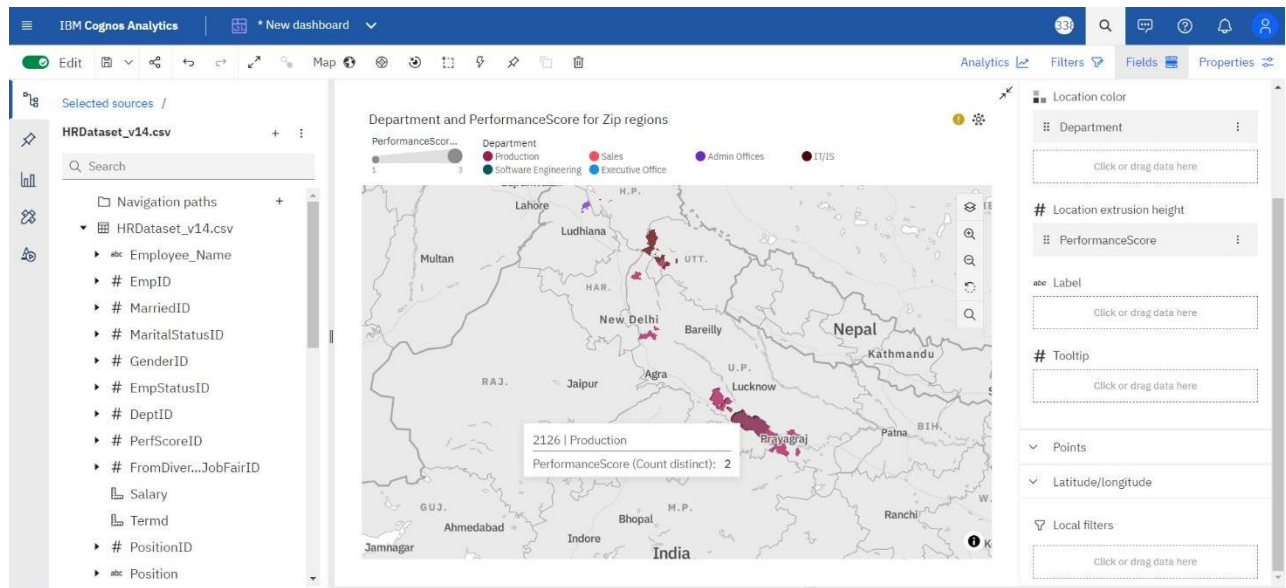 IBM Cognos Analytics
* New dashboard
338
Edit
Map
Analytics
Filters
Fields
Properties
Selected sources /
HRDataset_v14.csv
Search
Navigation paths
HRDataset_v14.csv
abc Employee_Name
# EmpID
# MarriedID
# MaritalStatusID
# GenderID
# EmpStatusID
# DeptID
# PerfScoreID
# FromDiver...JobFairID
Salary
Termd
# PositionID
abc Position
Department and PerformanceScore for Zip regions
PerformanceScor...
1 3
Department
Production Sales Admin Offices IT/IS
Software Engineering Executive Office
H.P.
Lahore
Ludhiana
Multan
UTT.
HAR.
New Delhi
Bareilly
Nepal
Kathmandu
U.P.
RAJ.
Jaipur
Agra
Lucknow
BIH.
Patna
Prayagraj
2126 | Production
PerformanceScore (Count distinct): 2
GUJ.
M.P.
W.
Ranchi
Bhopal
Ahmedabad
Indore
Jamnagar
India
Location color
Department
Click or drag data here
# Location extrusion height
PerformanceScore
abc Label
Click or drag data here
# Tooltip
Click or drag data here
Points
Latitude/longitude
Local filters
Click or drag data here